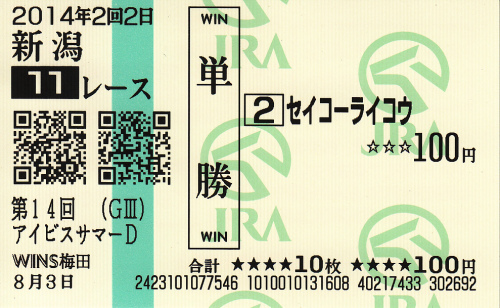 2014年2回2日
新潟
11レース
第14回 (GⅢ)
アイビスサマーD
WINS梅田
8月3日
WIN
単勝
WIN
2 セイコーライコウ
☆☆☆100円
JRA
JRA
JRA
JRA
合計 ★★★★10枚 ★★★★100円
2423101077546 1010010131608 40217433 302692